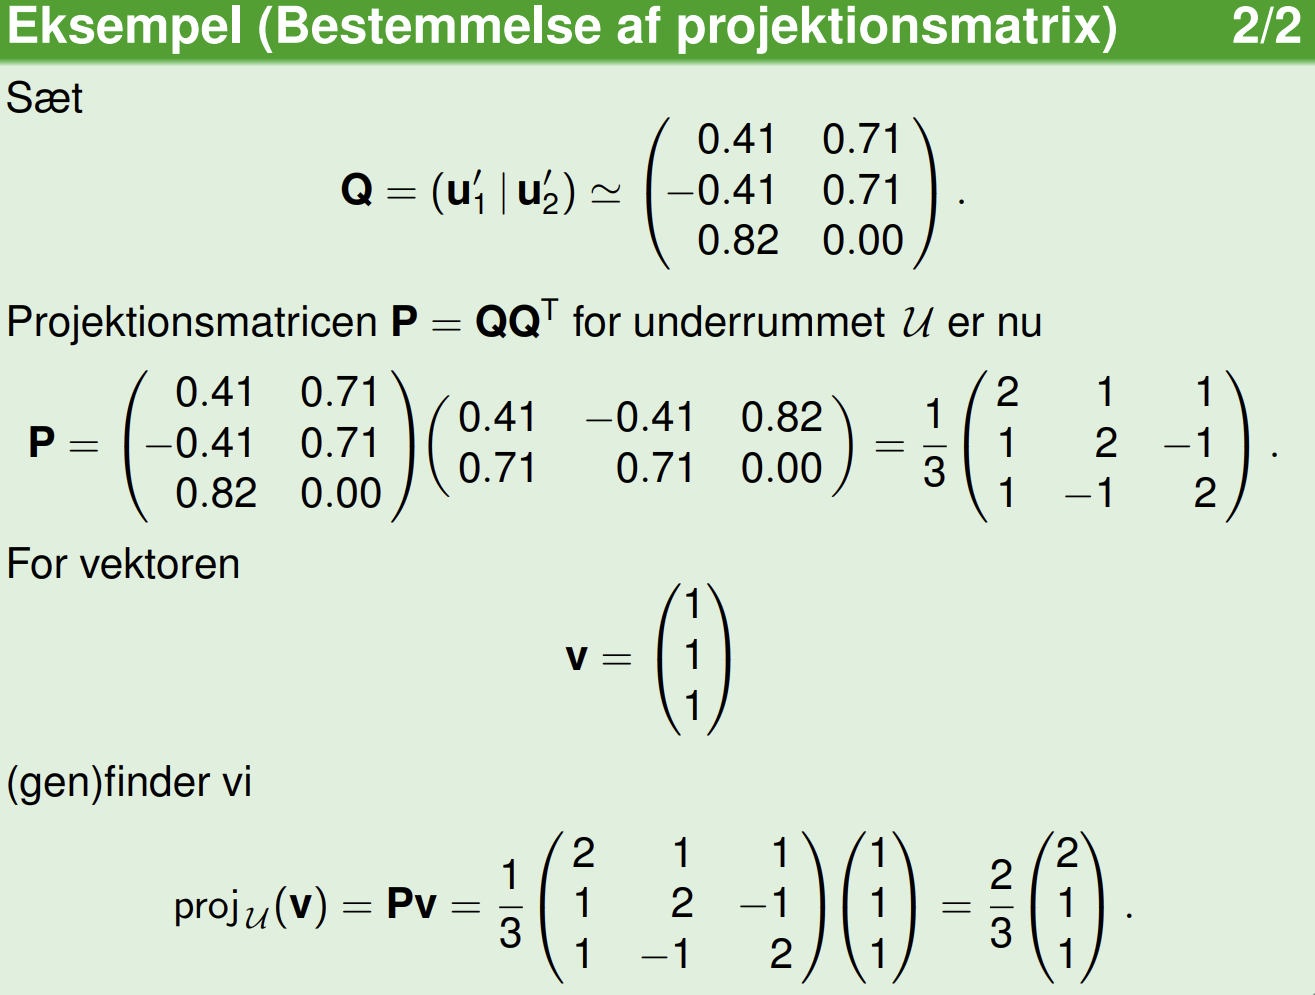 Eksempel (Bestemmelse af projektionsmatrix) 2/2
Sæt
Q = (u′₁ | u′₂) ≃ ( 0.41 0.71 ; −0.41 0.71 ; 0.82 0.00 ) .
Projektionsmatricen P = QQᵀ for underrummet 𝒰 er nu
P = ( 0.41 0.71 ; −0.41 0.71 ; 0.82 0.00 ) ( 0.41 −0.41 0.82 ; 0.71 0.71 0.00 ) = 1/3 ( 2 1 1 ; 1 2 −1 ; 1 −1 2 ) .
For vektoren
v = ( 1 ; 1 ; 1 )
(gen)finder vi
proj_𝒰(v) = Pv = 1/3 ( 2 1 1 ; 1 2 −1 ; 1 −1 2 ) ( 1 ; 1 ; 1 ) = 2/3 ( 2 ; 1 ; 1 ) .